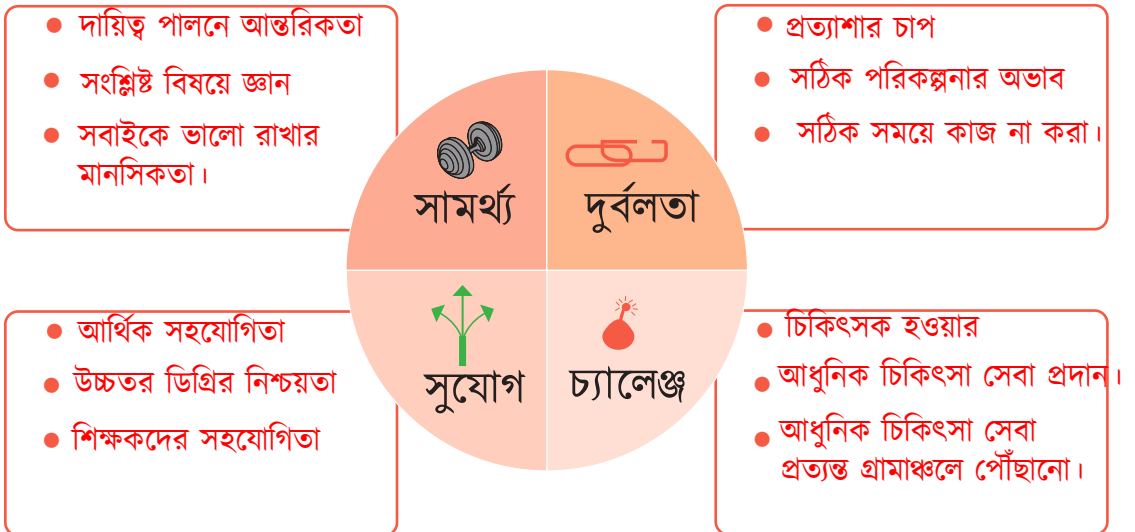 দায়িত্ব পালনে আন্তরিকতা
সংশ্লিষ্ট বিষয়ে জ্ঞান
সবাইকে ভালো রাখার
মানসিকতা।
প্রত্যাশার চাপ
সঠিক পরিকল্পনার অভাব
সঠিক সময়ে কাজ না করা।
সামর্থ্য
দুর্বলতা
সুযোগ
চ্যালেঞ্জ
আর্থিক সহযোগিতা
উচ্চতর ডিগ্রির নিশ্চয়তা
শিক্ষকদের সহযোগিতা
চিকিৎসক হওয়ার
আধুনিক চিকিৎসা সেবা প্রদান।
আধুনিক চিকিৎসা সেবা
প্রত্যন্ত গ্রামাঞ্চলে পৌঁছানো।